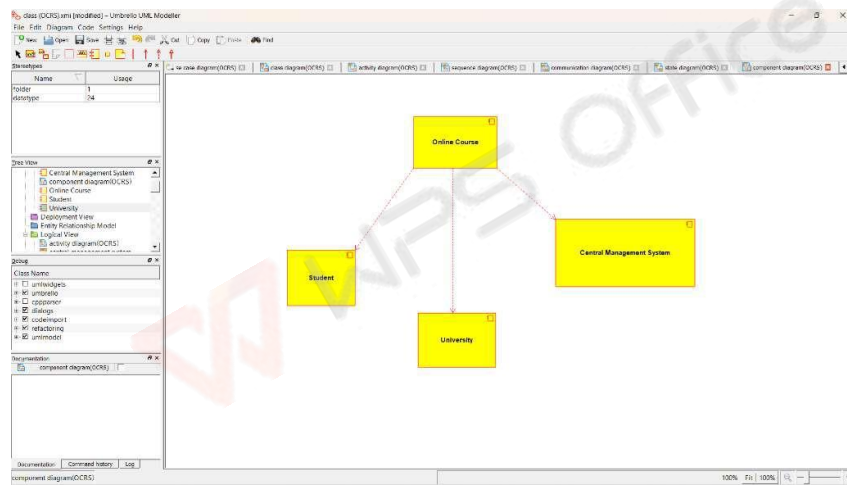 class (OCRS).xmi [modified] – Umbrello UML Modeller
File Edit Diagram Code Settings Help
New Open Save Cut Copy Paste Find
Stereotypes
se case diagram(OCRS) class diagram(OCRS) activity diagram(OCRS) sequence diagram(OCRS) communication diagram(OCRS) state diagram(OCRS) component diagram(OCRS)
Name Usage
folder 1
datatype 24
Online Course
Tree View
Central Management System
component diagram(OCRS)
Online Course
Student
University
Deployment View
Entity Relationship Model
Logical View
activity diagram(OCRS)
central management system
Central Management System
Debug
Class Name
Student
umlwidgets
umbrello
cppparser
dialogs
codeimport
refactoring
umlmodel
University
Documentation
component diagram(OCRS)
Documentation Command history Log
component diagram(OCRS) 100% Fit 100%
WPS Office